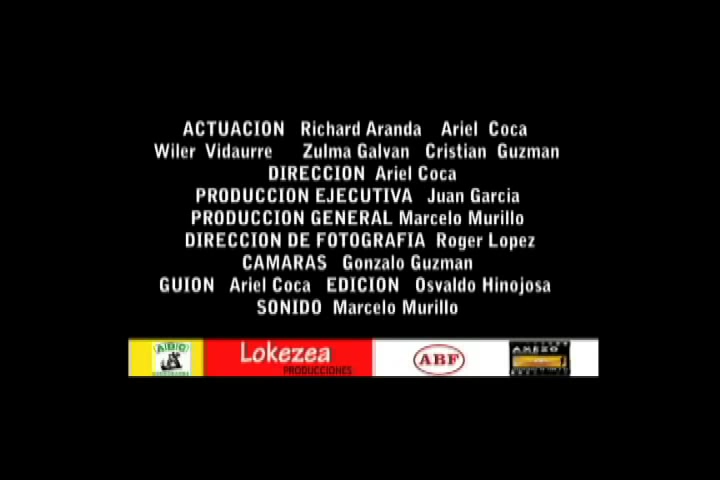 ACTUACION Richard Aranda Ariel Coca
Wiler Vidaurre Zulma Galvan Cristian Guzman
DIRECCION Ariel Coca
PRODUCCION EJECUTIVA Juan Garcia
PRODUCCION GENERAL Marcelo Murillo
DIRECCION DE FOTOGRAFIA Roger Lopez
CAMARAS Gonzalo Guzman
GUION Ariel Coca EDICION Osvaldo Hinojosa
SONIDO Marcelo Murillo
Lokezea
PRODUCCIONES
ABF